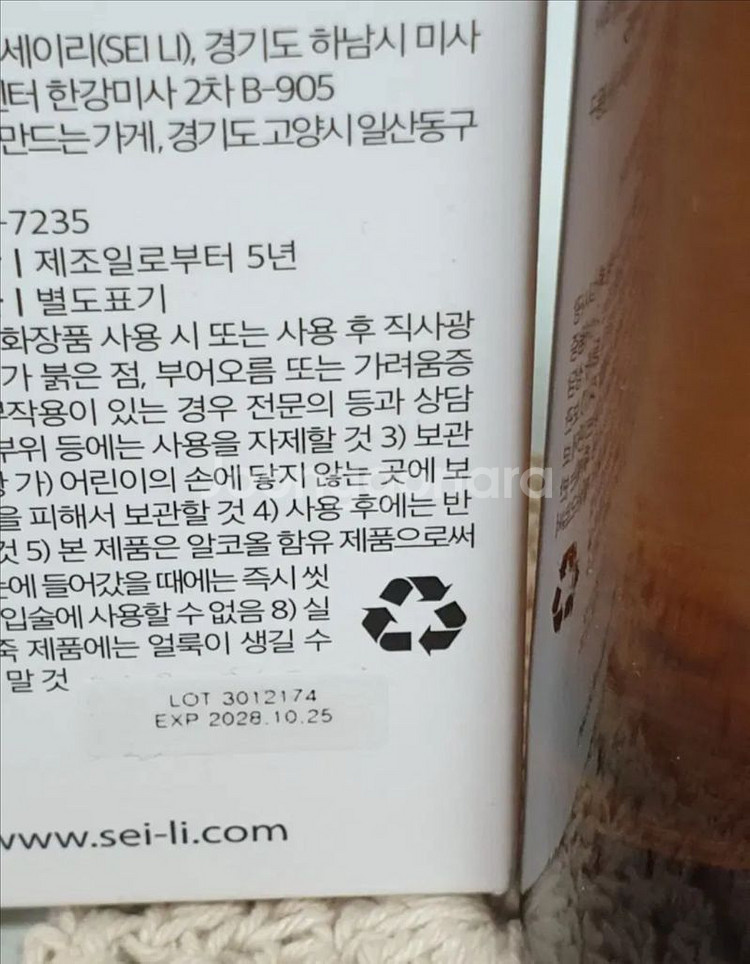 세이리(SEI LI), 경기도 하남시 미사
터 한강미사 2차 B-905
만드는가게, 경기도 고양시 일산동구
-7235
| 제조일로부터 5년
| 별도표기
화장품 사용 시 또는 사용 후 직사광
가 붉은 점, 부어오름 또는 가려움증
부작용이 있는 경우 전문의 등과 상담
부위 등에는 사용을 자제할 것 3) 보관
가) 어린이의 손에 닿지 않는 곳에 보
을 피해서 보관할 것 4) 사용 후에는 반
것 5) 본 제품은 알코올 함유 제품으로써
눈에 들어갔을 때에는 즉시 씻
입술에 사용할 수 없음 8) 실
죽 제품에는 얼룩이 생길 수
말 것
LOT 3012174
EXP 2028.10.25
www.sei-li.com